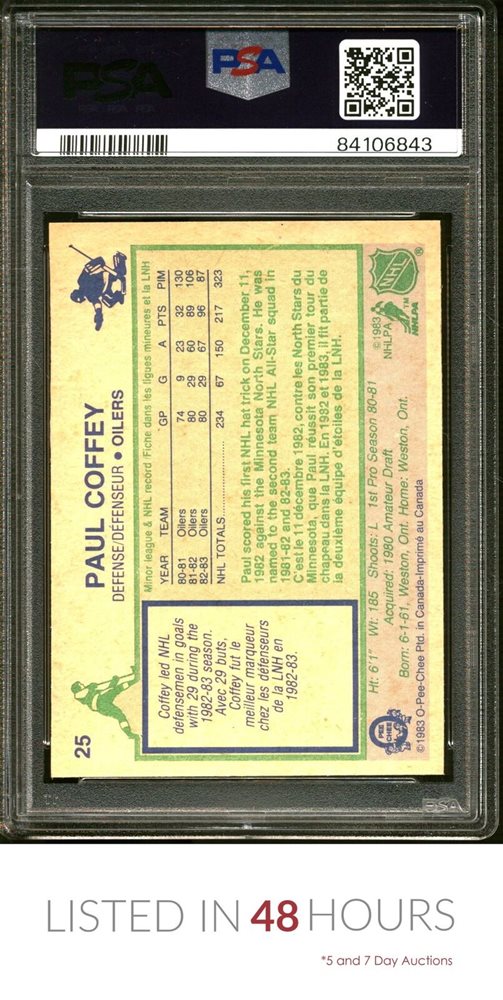 PSA
PSA
84106843
25
PAUL COFFEY
DEFENSE/DEFENSEUR • OILERS
Coffey led NHL
defensemen in goals
with 29 during the
1982-83 season.
Avec 29 buts,
Coffey fut le
meilleur marqueur
chez les défenseurs
de la LNH en
1982-83.
Minor league & NHL record/Fiche dans les ligues mineures et la LNH
YEAR TEAM GP G A PTS PIM
80-81 Oilers 74 9 23 32 130
81-82 Oilers 80 29 60 89 106
82-83 Oilers 80 29 67 96 87
NHL TOTALS 234 67 150 217 323
Paul scored his first NHL hat trick on December 11,
1982 against the Minnesota North Stars. He was
named to the second team NHL All-Star squad in
1981-82 and 82-83.
C'est le 11 décembre 1982, contre les North Stars du
Minnesota, que Paul réussit son premier tour du
chapeau dans la LNH. En 1982 et 1983, il fit partie de
la deuxième équipe d'étoiles de la LNH.
Ht: 6'1" Wt: 185 Shoots: L 1st Pro Season 80-81
Acquired: 1980 Amateur Draft
Born: 6-1-61, Weston, Ont. Home: Weston, Ont.
©1983 O-Pee-Chee Ptd. in Canada-Imprimé au Canada
O PEE CHEE
©1983
NHLPA
NHLPA
TM
NHL
®
PSA
LISTED IN 48 HOURS
*5 and 7 Day Auctions